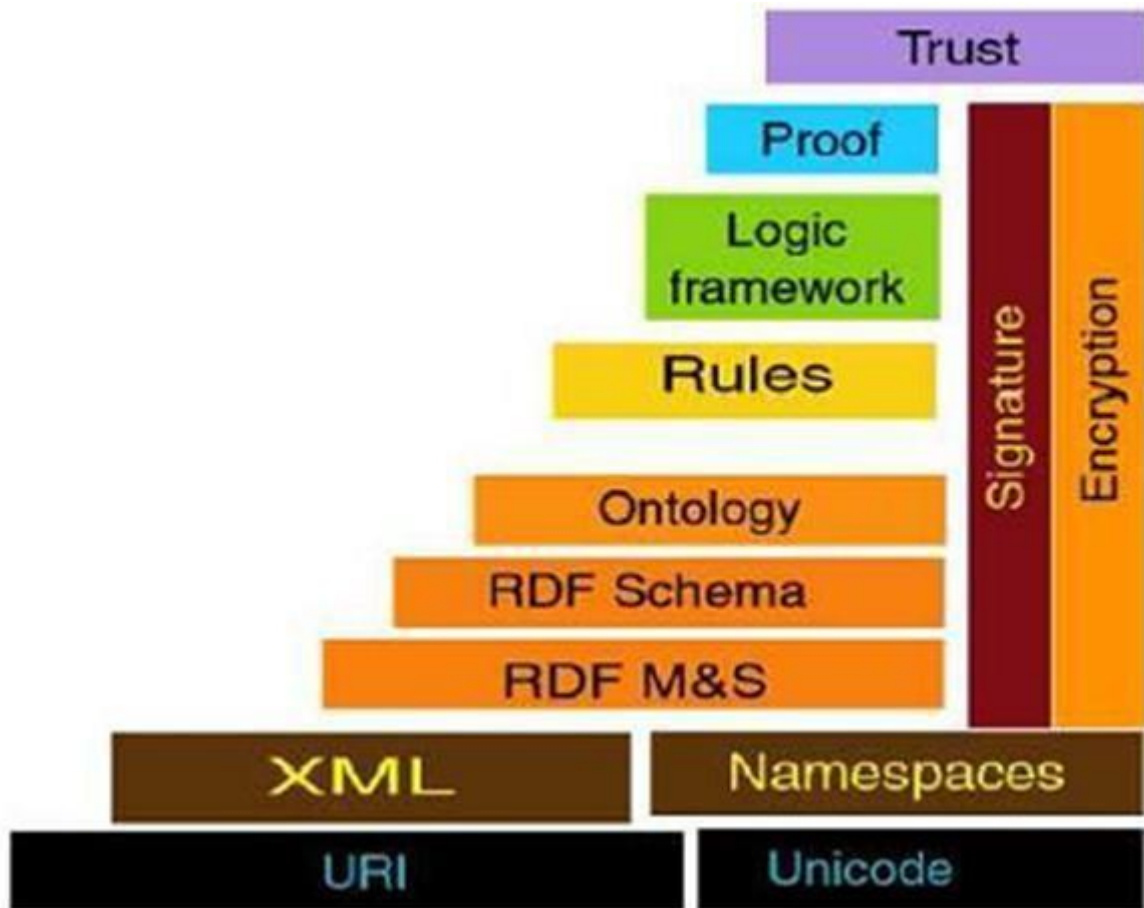 Trust
Proof
Logic
framework
Rules
Signature
Encryption
Ontology
RDF Schema
RDF M&S
XML
Namespaces
URI
Unicode